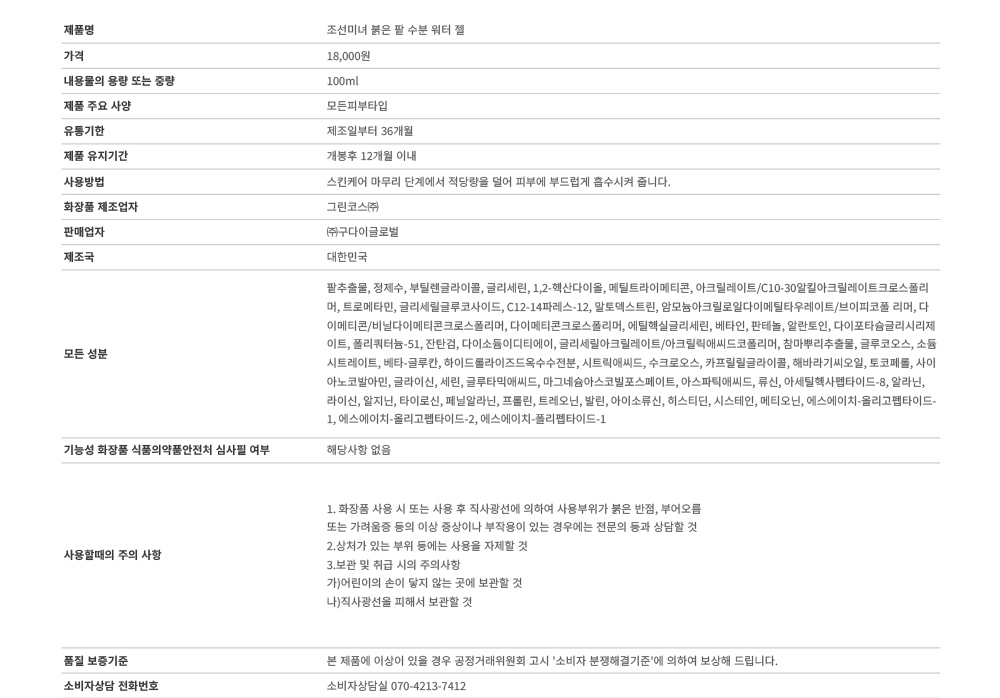 제품명 조선미녀 붉은 팥 수분 워터 젤
가격 18,000원
내용물의 용량 또는 중량 100ml
제품 주요 사양 모든피부타입
유통기한 제조일부터 36개월
제품 유지기간 개봉후 12개월 이내
사용방법 스킨케어 마무리 단계에서 적당량을 덜어 피부에 부드럽게 흡수시켜 줍니다.
화장품 제조업자 그린코스㈜
판매업자 ㈜구다이글로벌
제조국 대한민국
모든 성분
팥추출물, 정제수, 부틸렌글라이콜, 글리세린, 1,2-헥산다이올, 메틸트라이메티콘, 아크릴레이트/C10-30알킬아크릴레이트크로스폴리
머, 트로메타민, 글리세릴글루코사이드, C12-14파레스-12, 말토덱스트린, 암모늄아크릴로일다이메틸타우레이트/브이피코폴 리머, 다
이메티콘/비닐다이메티콘크로스폴리머, 다이메티콘크로스폴리머, 에틸헥실글리세린, 베타인, 판테놀, 알란토인, 다이포타슘글리시리제
이트, 폴리쿼터늄-51, 잔탄검, 다이소듐이디티에이, 글리세릴아크릴레이트/아크릴릭애씨드코폴리머, 참마뿌리추출물, 글루코오스, 소듐
시트레이트, 베타-글루칸, 하이드롤라이즈드옥수수전분, 시트릭애씨드, 수크로오스, 카프릴릴글라이콜, 해바라기씨오일, 토코페롤, 사이
아노코발아민, 글라이신, 세린, 글루타믹애씨드, 마그네슘아스코빌포스페이트, 아스파틱애씨드, 류신, 아세틸헥사펩타이드-8, 알라닌,
라이신, 알지닌, 타이로신, 페닐알라닌, 프롤린, 트레오닌, 발린, 아이소류신, 히스티딘, 시스테인, 메티오닌, 에스에이치-올리고펩타이드-
1, 에스에이치-올리고펩타이드-2, 에스에이치-폴리펩타이드-1
기능성 화장품 식품의약품안전처 심사필 여부 해당사항 없음
사용할때의 주의 사항
1. 화장품 사용 시 또는 사용 후 직사광선에 의하여 사용부위가 붉은 반점, 부어오름
또는 가려움증 등의 이상 증상이나 부작용이 있는 경우에는 전문의 등과 상담할 것
2.상처가 있는 부위 등에는 사용을 자제할 것
3.보관 및 취급 시의 주의사항
가)어린이의 손이 닿지 않는 곳에 보관할 것
나)직사광선을 피해서 보관할 것
품질 보증기준 본 제품에 이상이 있을 경우 공정거래위원회 고시 '소비자 분쟁해결기준'에 의하여 보상해 드립니다.
소비자상담 전화번호 소비자상담실 070-4213-7412